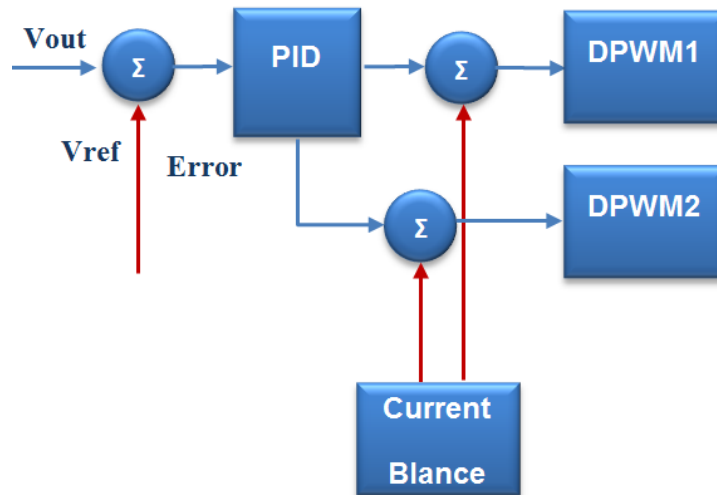 Vout
Σ
PID
Σ
DPWM1
Vref
Error
Σ
DPWM2
Current
Blance